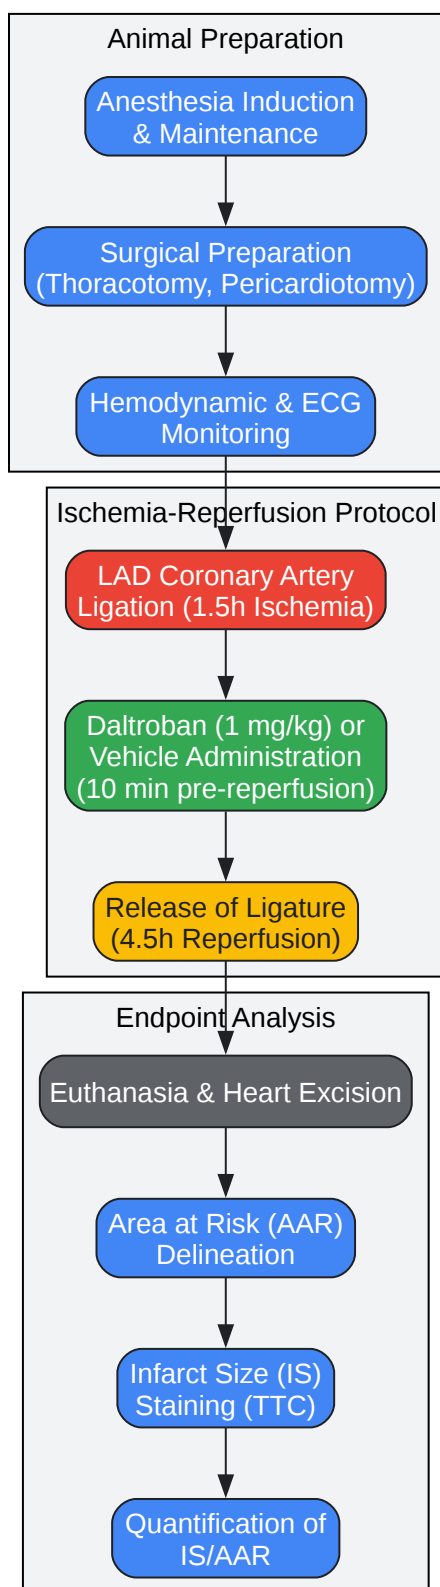 Animal Preparation
Anesthesia Induction
& Maintenance
Surgical Preparation
(Thoracotomy, Pericardiotomy)
Hemodynamic & ECG
Monitoring
Ischemia-Reperfusion Protocol
LAD Coronary Artery
Ligation (1.5h Ischemia)
Daltroban (1 mg/kg) or
Vehicle Administration
(10 min pre-reperfusion)
Release of Ligature
(4.5h Reperfusion)
Endpoint Analysis
Euthanasia & Heart Excision
Area at Risk (AAR)
Delineation
Infarct Size (IS)
Staining (TTC)
Quantification of
IS/AAR